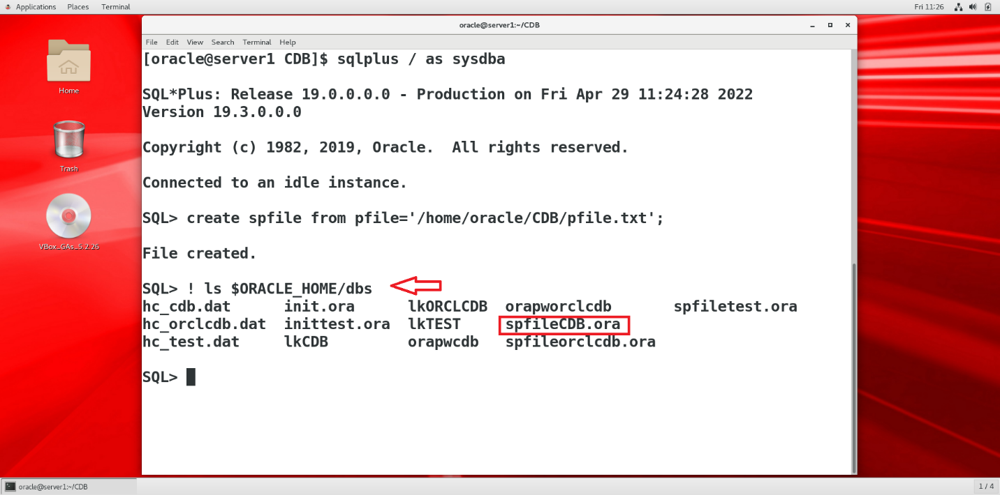 Applications Places Terminal Fri 11:26
oracle@server1:~/CDB
File Edit View Search Terminal Help
[oracle@server1 CDB]$ sqlplus / as sysdba
SQL*Plus: Release 19.0.0.0.0 - Production on Fri Apr 29 11:24:28 2022
Version 19.3.0.0.0
Copyright (c) 1982, 2019, Oracle.  All rights reserved.
Connected to an idle instance.
SQL> create spfile from pfile='/home/oracle/CDB/pfile.txt';
File created.
SQL> ! ls $ORACLE_HOME/dbs
hc_cdb.dat      init.ora      lkORCLCDB  orapworclcdb       spfiletest.ora
hc_orclcdb.dat  inittest.ora  lkTEST     spfileCDB.ora
hc_test.dat     lkCDB         orapwcdb   spfileorclcdb.ora
SQL>
Home
Trash
VBox_GAs_5.2.26
oracle@server1:~/CDB
1 / 4